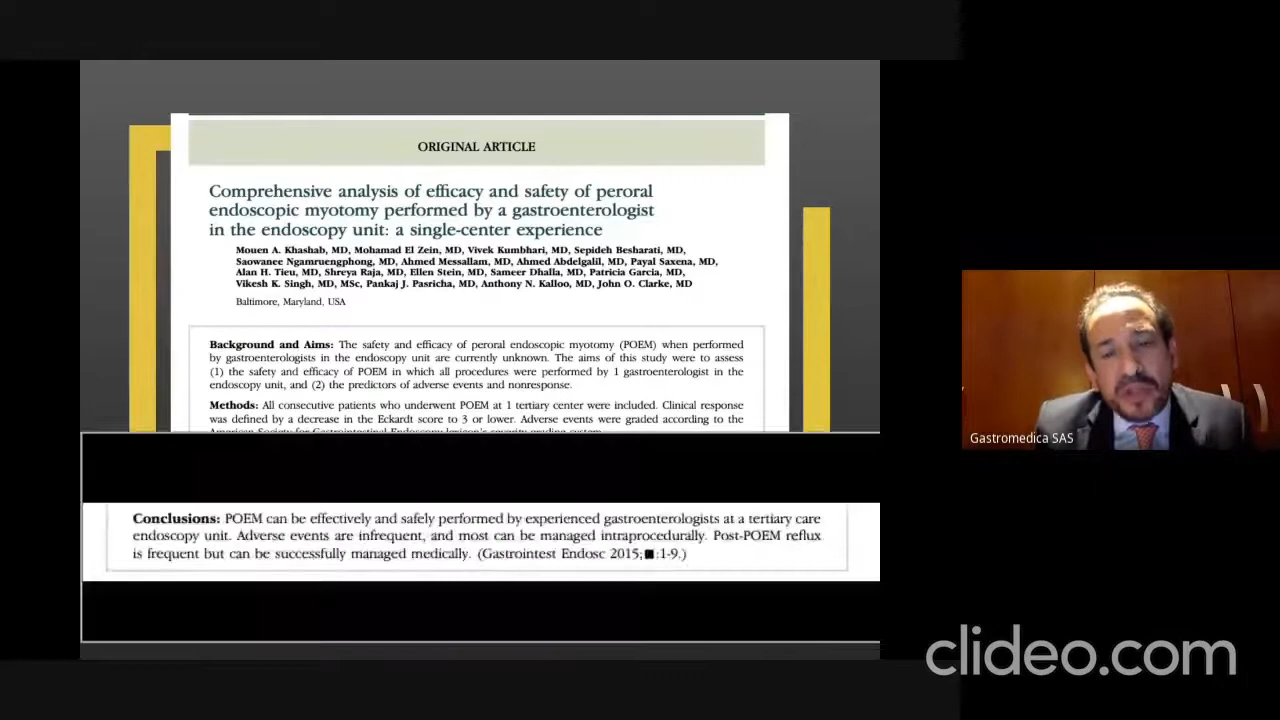 ORIGINAL ARTICLE
Comprehensive analysis of efficacy and safety of peroral
endoscopic myotomy performed by a gastroenterologist
in the endoscopy unit: a single-center experience
Mouen A. Khashab, MD, Mohamad El Zein, MD, Vivek Kumbhari, MD, Sepideh Besharati, MD,
Saowanee Ngamruengphong, MD, Ahmed Messallam, MD, Ahmed Abdelgalil, MD, Payal Saxena, MD,
Alan H. Tieu, MD, Shreya Raja, MD, Ellen Stein, MD, Sameer Dhalla, MD, Patricia Garcia, MD,
Vikesh K. Singh, MD, MSc, Pankaj J. Pasricha, MD, Anthony N. Kalloo, MD, John O. Clarke, MD
Baltimore, Maryland, USA
Background and Aims: The safety and efficacy of peroral endoscopic myotomy (POEM) when performed
by gastroenterologists in the endoscopy unit are currently unknown. The aims of this study were to assess
(1) the safety and efficacy of POEM in which all procedures were performed by 1 gastroenterologist in the
endoscopy unit, and (2) the predictors of adverse events and nonresponse.
Methods: All consecutive patients who underwent POEM at 1 tertiary center were included. Clinical response
was defined by a decrease in the Eckardt score to 3 or lower. Adverse events were graded according to the
American Society for Gastrointestinal Endoscopy lexicon's severity grading system.
Conclusions: POEM can be effectively and safely performed by experienced gastroenterologists at a tertiary care
endoscopy unit. Adverse events are infrequent, and most can be managed intraprocedurally. Post-POEM reflux
is frequent but can be successfully managed medically. (Gastrointest Endosc 2015;■:1-9.)
Gastromedica SAS
clideo.com